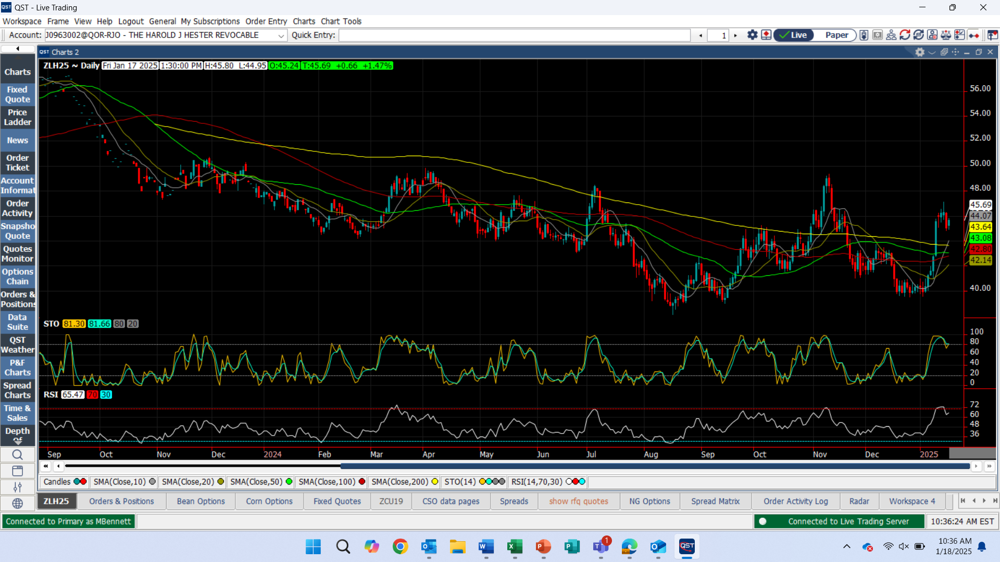 QST QST - Live Trading
Workspace Frame View Help Logout General My Subscriptions Order Entry Charts Chart Tools
Account: J0963002@QOR-RJO - THE HAROLD J HESTER REVOCABLE Quick Entry: 1 Live Paper
QST Charts 2
ZLH25 ~ Daily Fri Jan 17 2025 1:30:00 PM H:45.80 L:44.95 O:45.24 T:45.69 +0.66 +1.47%
Charts
Fixed
Quote
Price
Ladder
News
Order
Ticket
Account
Informat
Order
Activity
Snapsho
Quote
Quotes
Monitor
Options
Chain
Orders &
Positions
Data
Suite
QST
Weather
P&F
Charts
Spread
Charts
Time &
Sales
Depth
Of
56.00
54.00
52.00
50.00
48.00
45.69
44.07
43.64
43.08
42.80
42.14
40.00
STO 81.30 81.66 80 20
100
80
60
40
20
0
RSI 65.47 70 30
72
60
48
36
Sep Oct Nov Dec 2024 Feb Mar Apr May Jun Jul Aug Sep Oct Nov Dec 2025
Candles SMA(Close,10) SMA(Close,20) SMA(Close,50) SMA(Close,100) SMA(Close,200) STO(14) RSI(14,70,30)
ZLH25 Orders & Positions Bean Options Corn Options Fixed Quotes ZCU19 CSO data pages Spreads show rfq quotes NG Options Spread Matrix Order Activity Log Radar Workspace 4
Connected to Primary as MBennett Connected to Live Trading Server 10:36:24 AM EST
1 QST 10:36 AM
1/18/2025